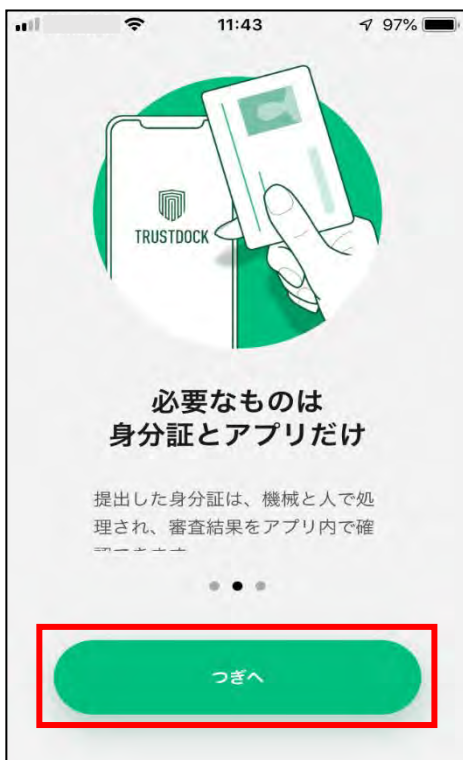 11:43
97%
TRUSTDOCK
必要なものは
身分証とアプリだけ
提出した身分証は、機械と人で処
理され、審査結果をアプリ内で確
つぎへ